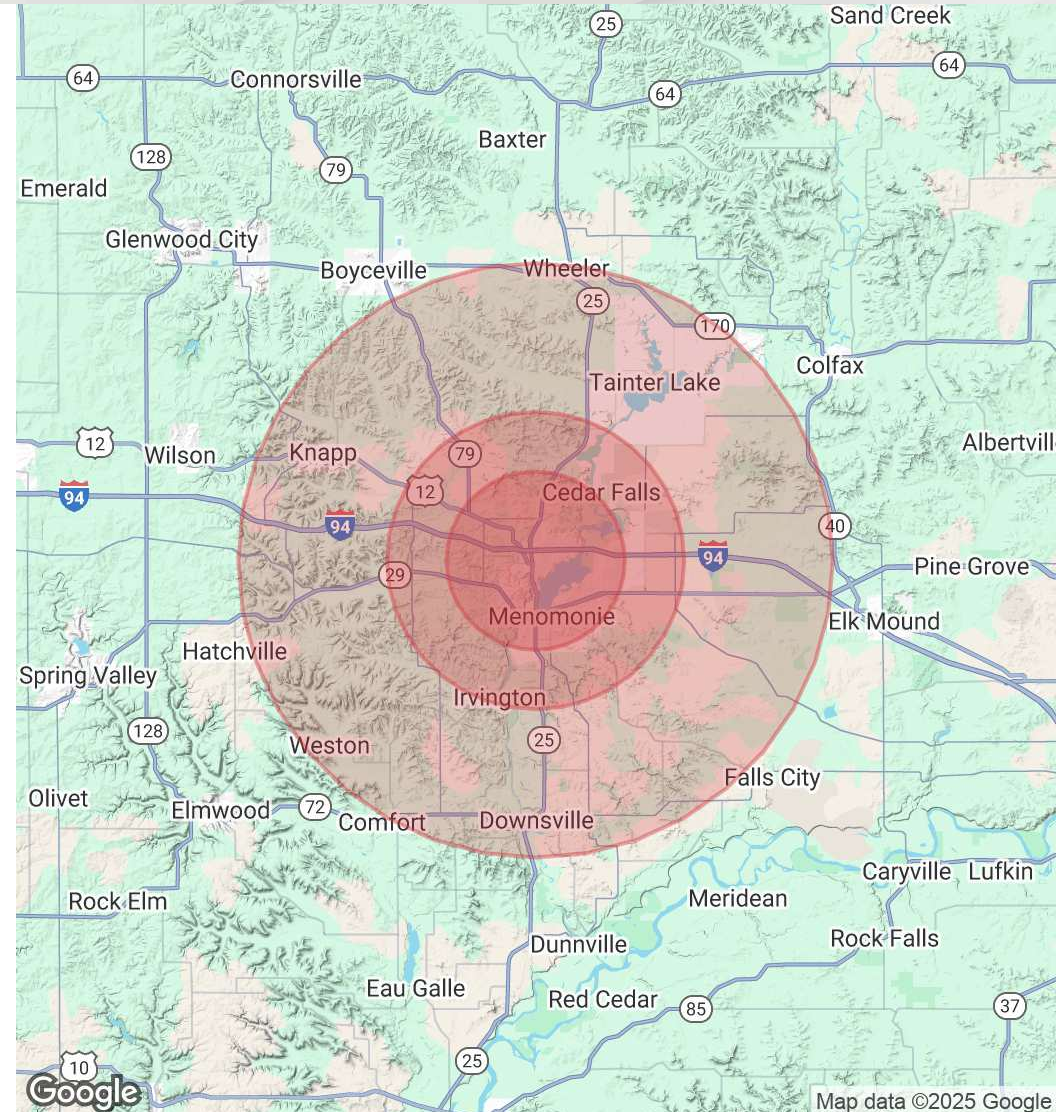 25
Sand Creek
64
Connorsville
64
64
Baxter
128
79
Emerald
Glenwood City
Boyceville
Wheeler
25
170
Colfax
Tainter Lake
12
Wilson
Knapp
79
Albertvill
94
12
Cedar Falls
94
40
94
29
Pine Grove
Menomonie
Elk Mound
Hatchville
Spring Valley
Irvington
128
25
Weston
Falls City
Olivet
Elmwood
72
Comfort
Downsville
Caryville
Lufkin
Rock Elm
Meridean
Dunnville
Rock Falls
Eau Galle
Red Cedar
85
37
25
10
Google
Map data ©2025 Google